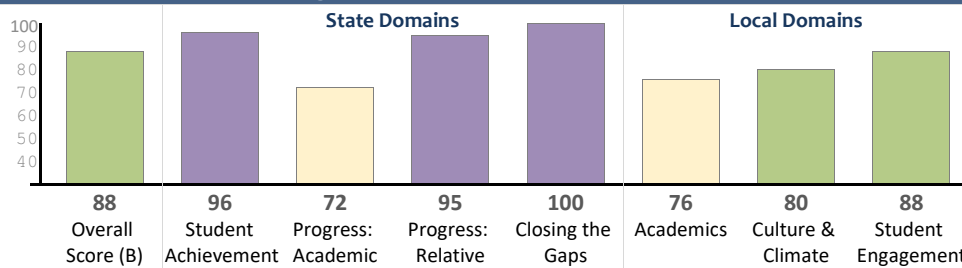 State Domains
Local Domains
100
90
80
70
60
50
40
88
96
72
95
100
76
80
88
Overall
Score (B)
Student
Achievement
Progress:
Academic
Progress:
Relative
Closing the
Gaps
Academics
Culture &
Climate
Student
Engagement